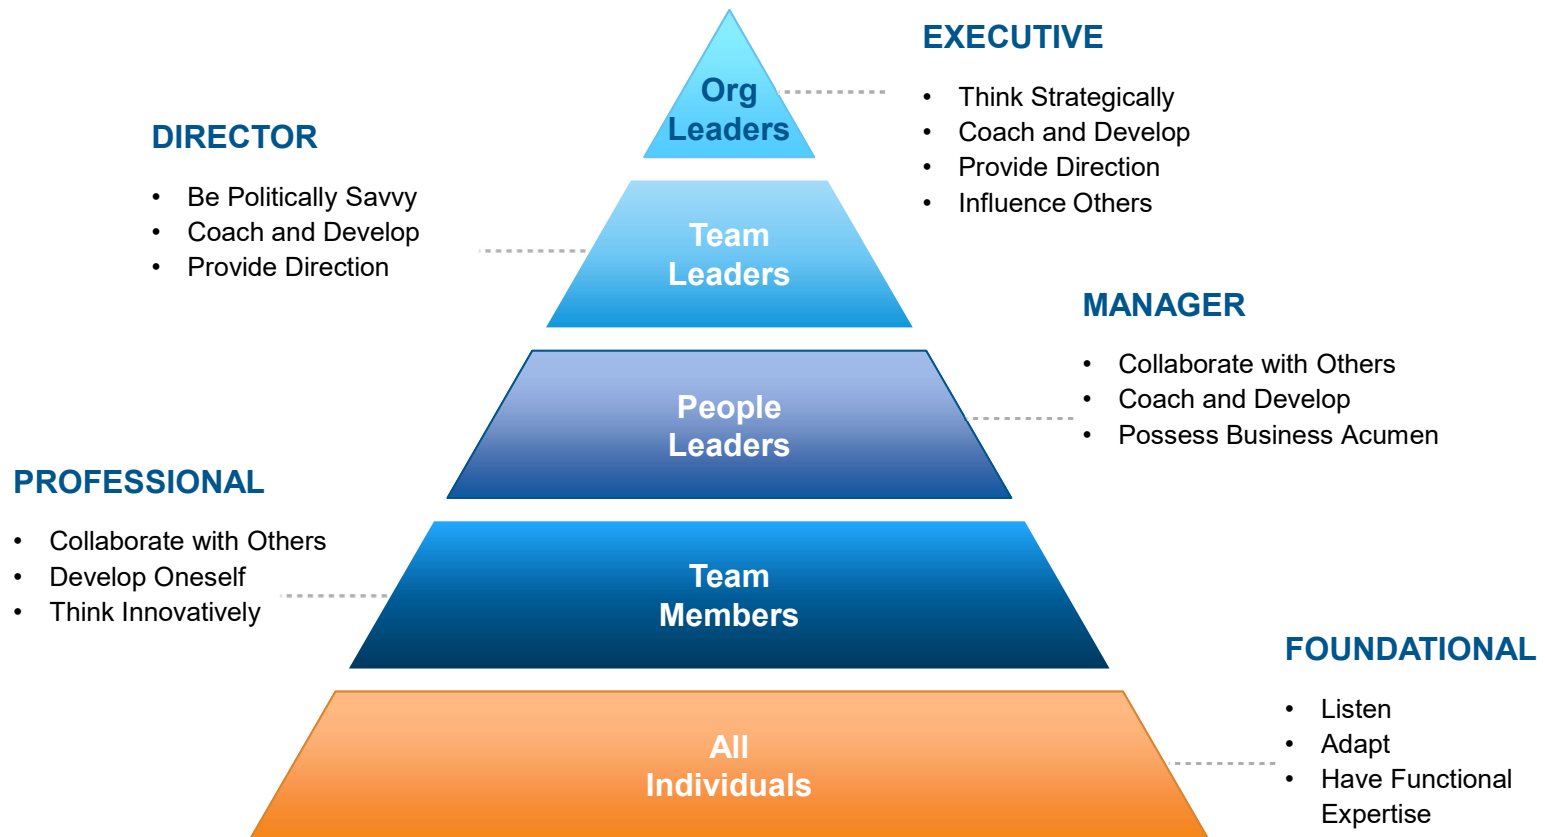 Org
Leaders
EXECUTIVE
• Think Strategically
• Coach and Develop
• Provide Direction
• Influence Others
DIRECTOR
• Be Politically Savvy
• Coach and Develop
• Provide Direction
Team
Leaders
MANAGER
• Collaborate with Others
• Coach and Develop
• Possess Business Acumen
People
Leaders
PROFESSIONAL
• Collaborate with Others
• Develop Oneself
• Think Innovatively
Team
Members
FOUNDATIONAL
• Listen
• Adapt
• Have Functional
Expertise
All
Individuals